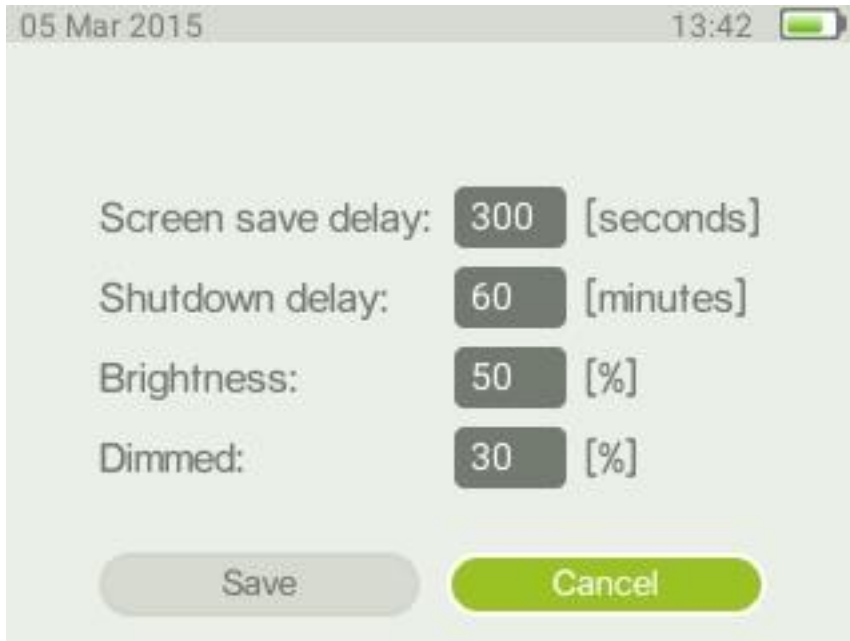 05 Mar 2015 13:42
Screen save delay: 300 [seconds]
Shutdown delay: 60 [minutes]
Brightness: 50 [%]
Dimmed: 30 [%]
Save Cancel